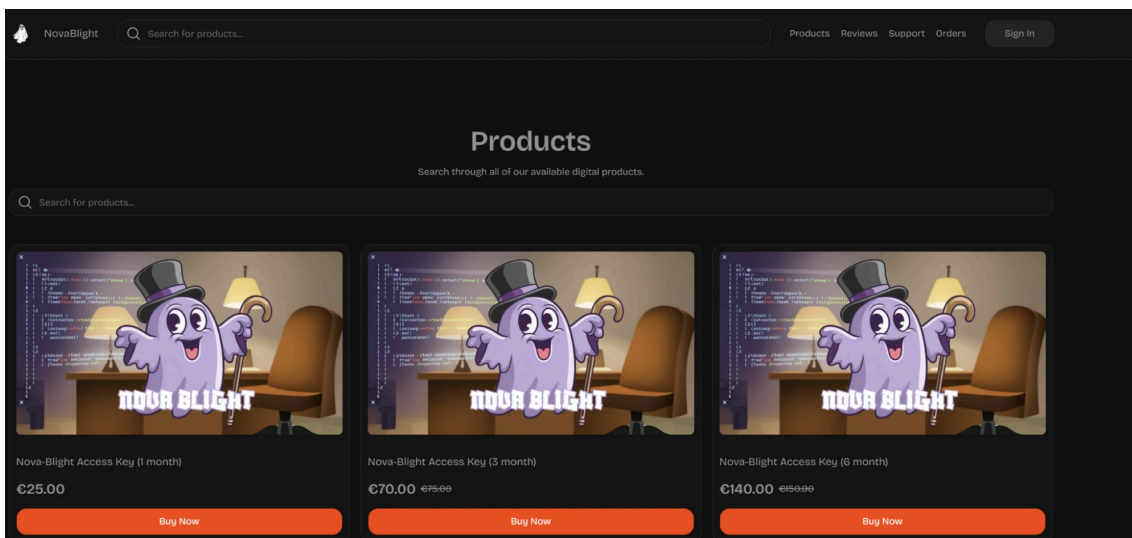 NovaBlight
Search for products...
Products Reviews Support Orders
Sign In
Products
Search through all of our available digital products.
Search for products...
NOVA BLIGHT
NOVA BLIGHT
NOVA BLIGHT
Nova-Blight Access Key (1 month)
€25.00
Buy Now
Nova-Blight Access Key (3 month)
€70.00 €75.00
Buy Now
Nova-Blight Access Key (6 month)
€140.00 €150.00
Buy Now